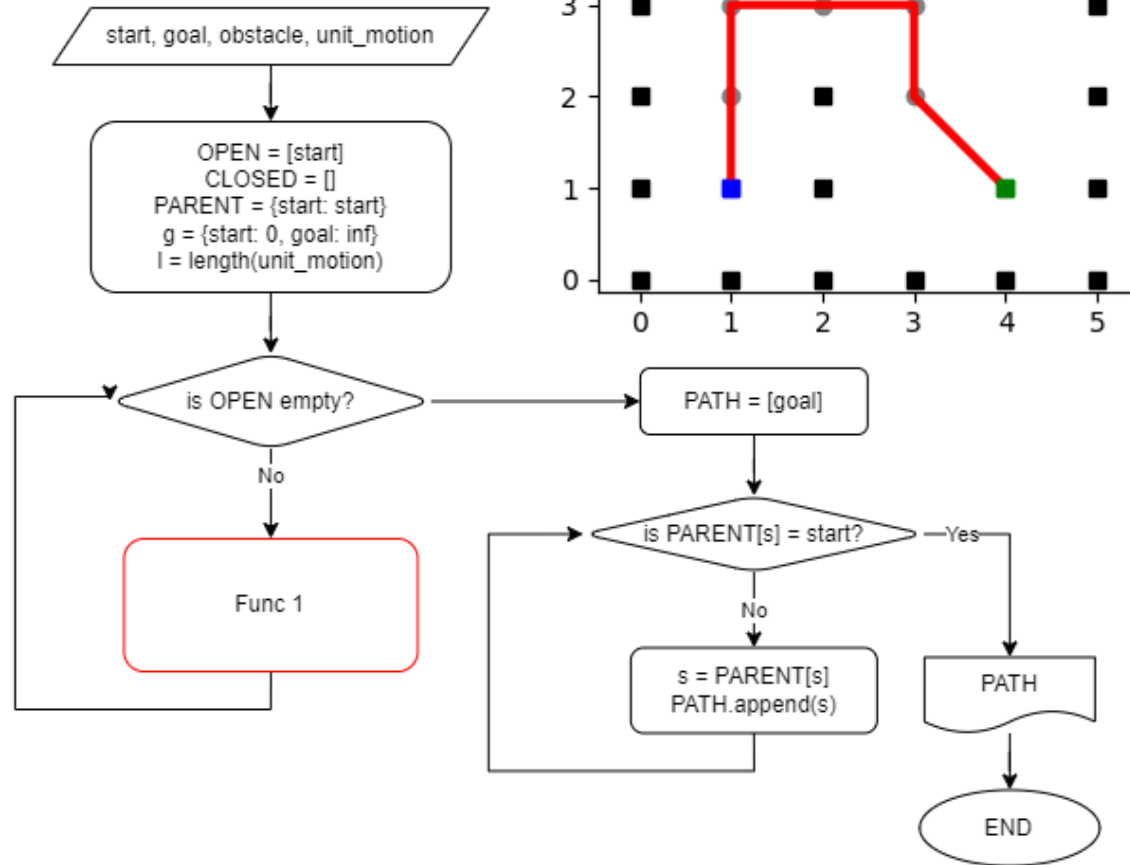 start, goal, obstacle, unit_motion
OPEN = [start]
CLOSED = []
PARENT = {start: start}
g = {start: 0, goal: inf}
l = length(unit_motion)
3
2
1
0
0 1 2 3 4 5
is OPEN empty?
No
Func 1
PATH = [goal]
is PARENT[s] = start?
Yes
No
s = PARENT[s]
PATH.append(s)
PATH
END